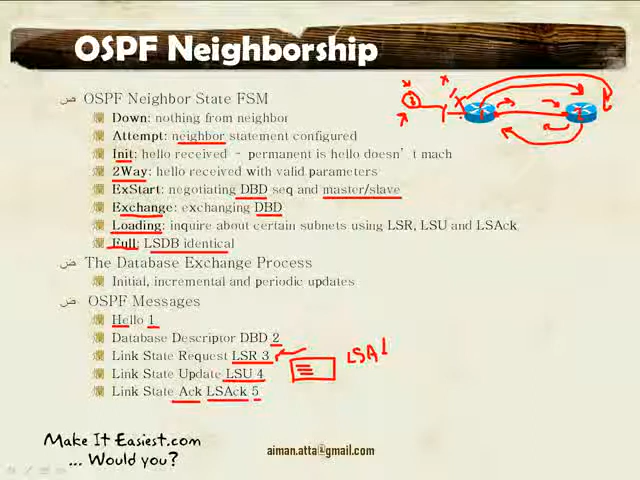 OSPF Neighborship
ص OSPF Neighbor State FSM
Down: nothing from neighbor
Attempt: neighbor statement configured
Init: hello received - permanent is hello doesn't mach
2Way: hello received with valid parameters
ExStart: negotiating DBD seq and master/slave
Exchange: exchanging DBD
Loading: inquire about certain subnets using LSR, LSU and LSAck
Full: LSDB identical
ص The Database Exchange Process
Initial, incremental and periodic updates
ص OSPF Messages
Hello 1
Database Descriptor DBD 2
Link State Request LSR 3
Link State Update LSU 4
Link State Ack LSAck 5
LSA1
Make It Easiest.com
... Would you?
aiman.atta@gmail.com